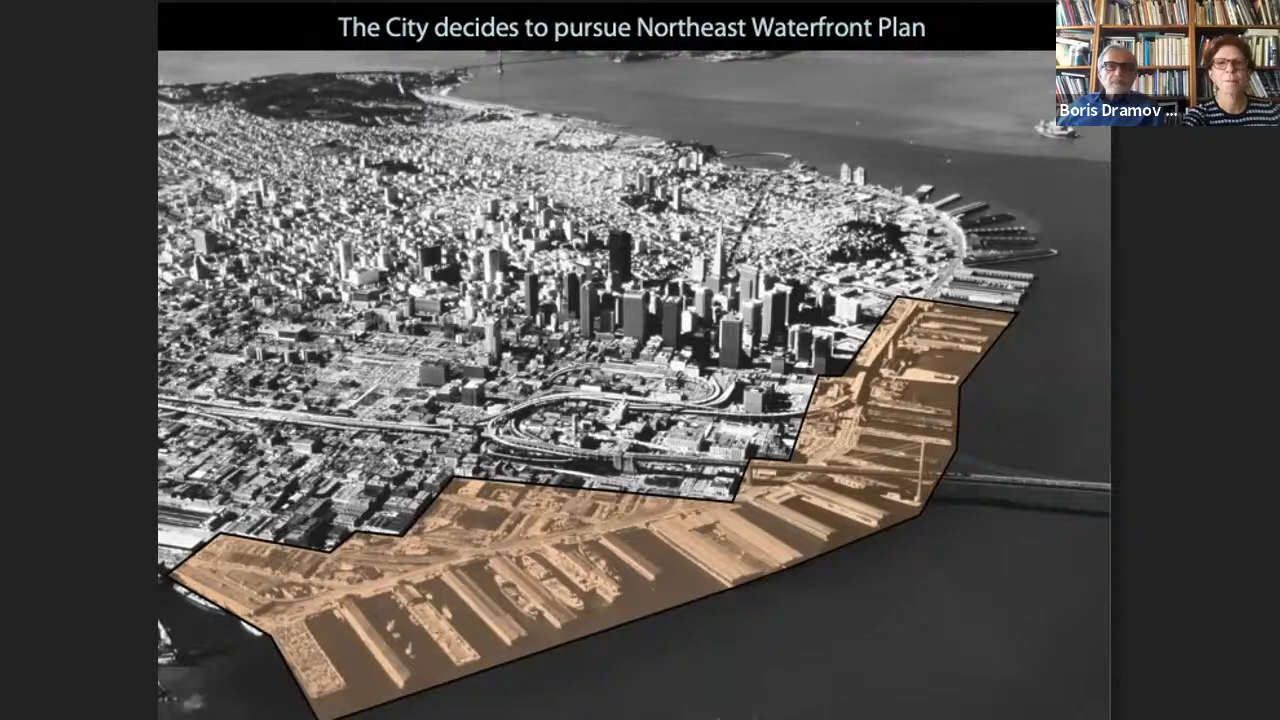 The City decides to pursue Northeast Waterfront Plan
Boris Dramov ...